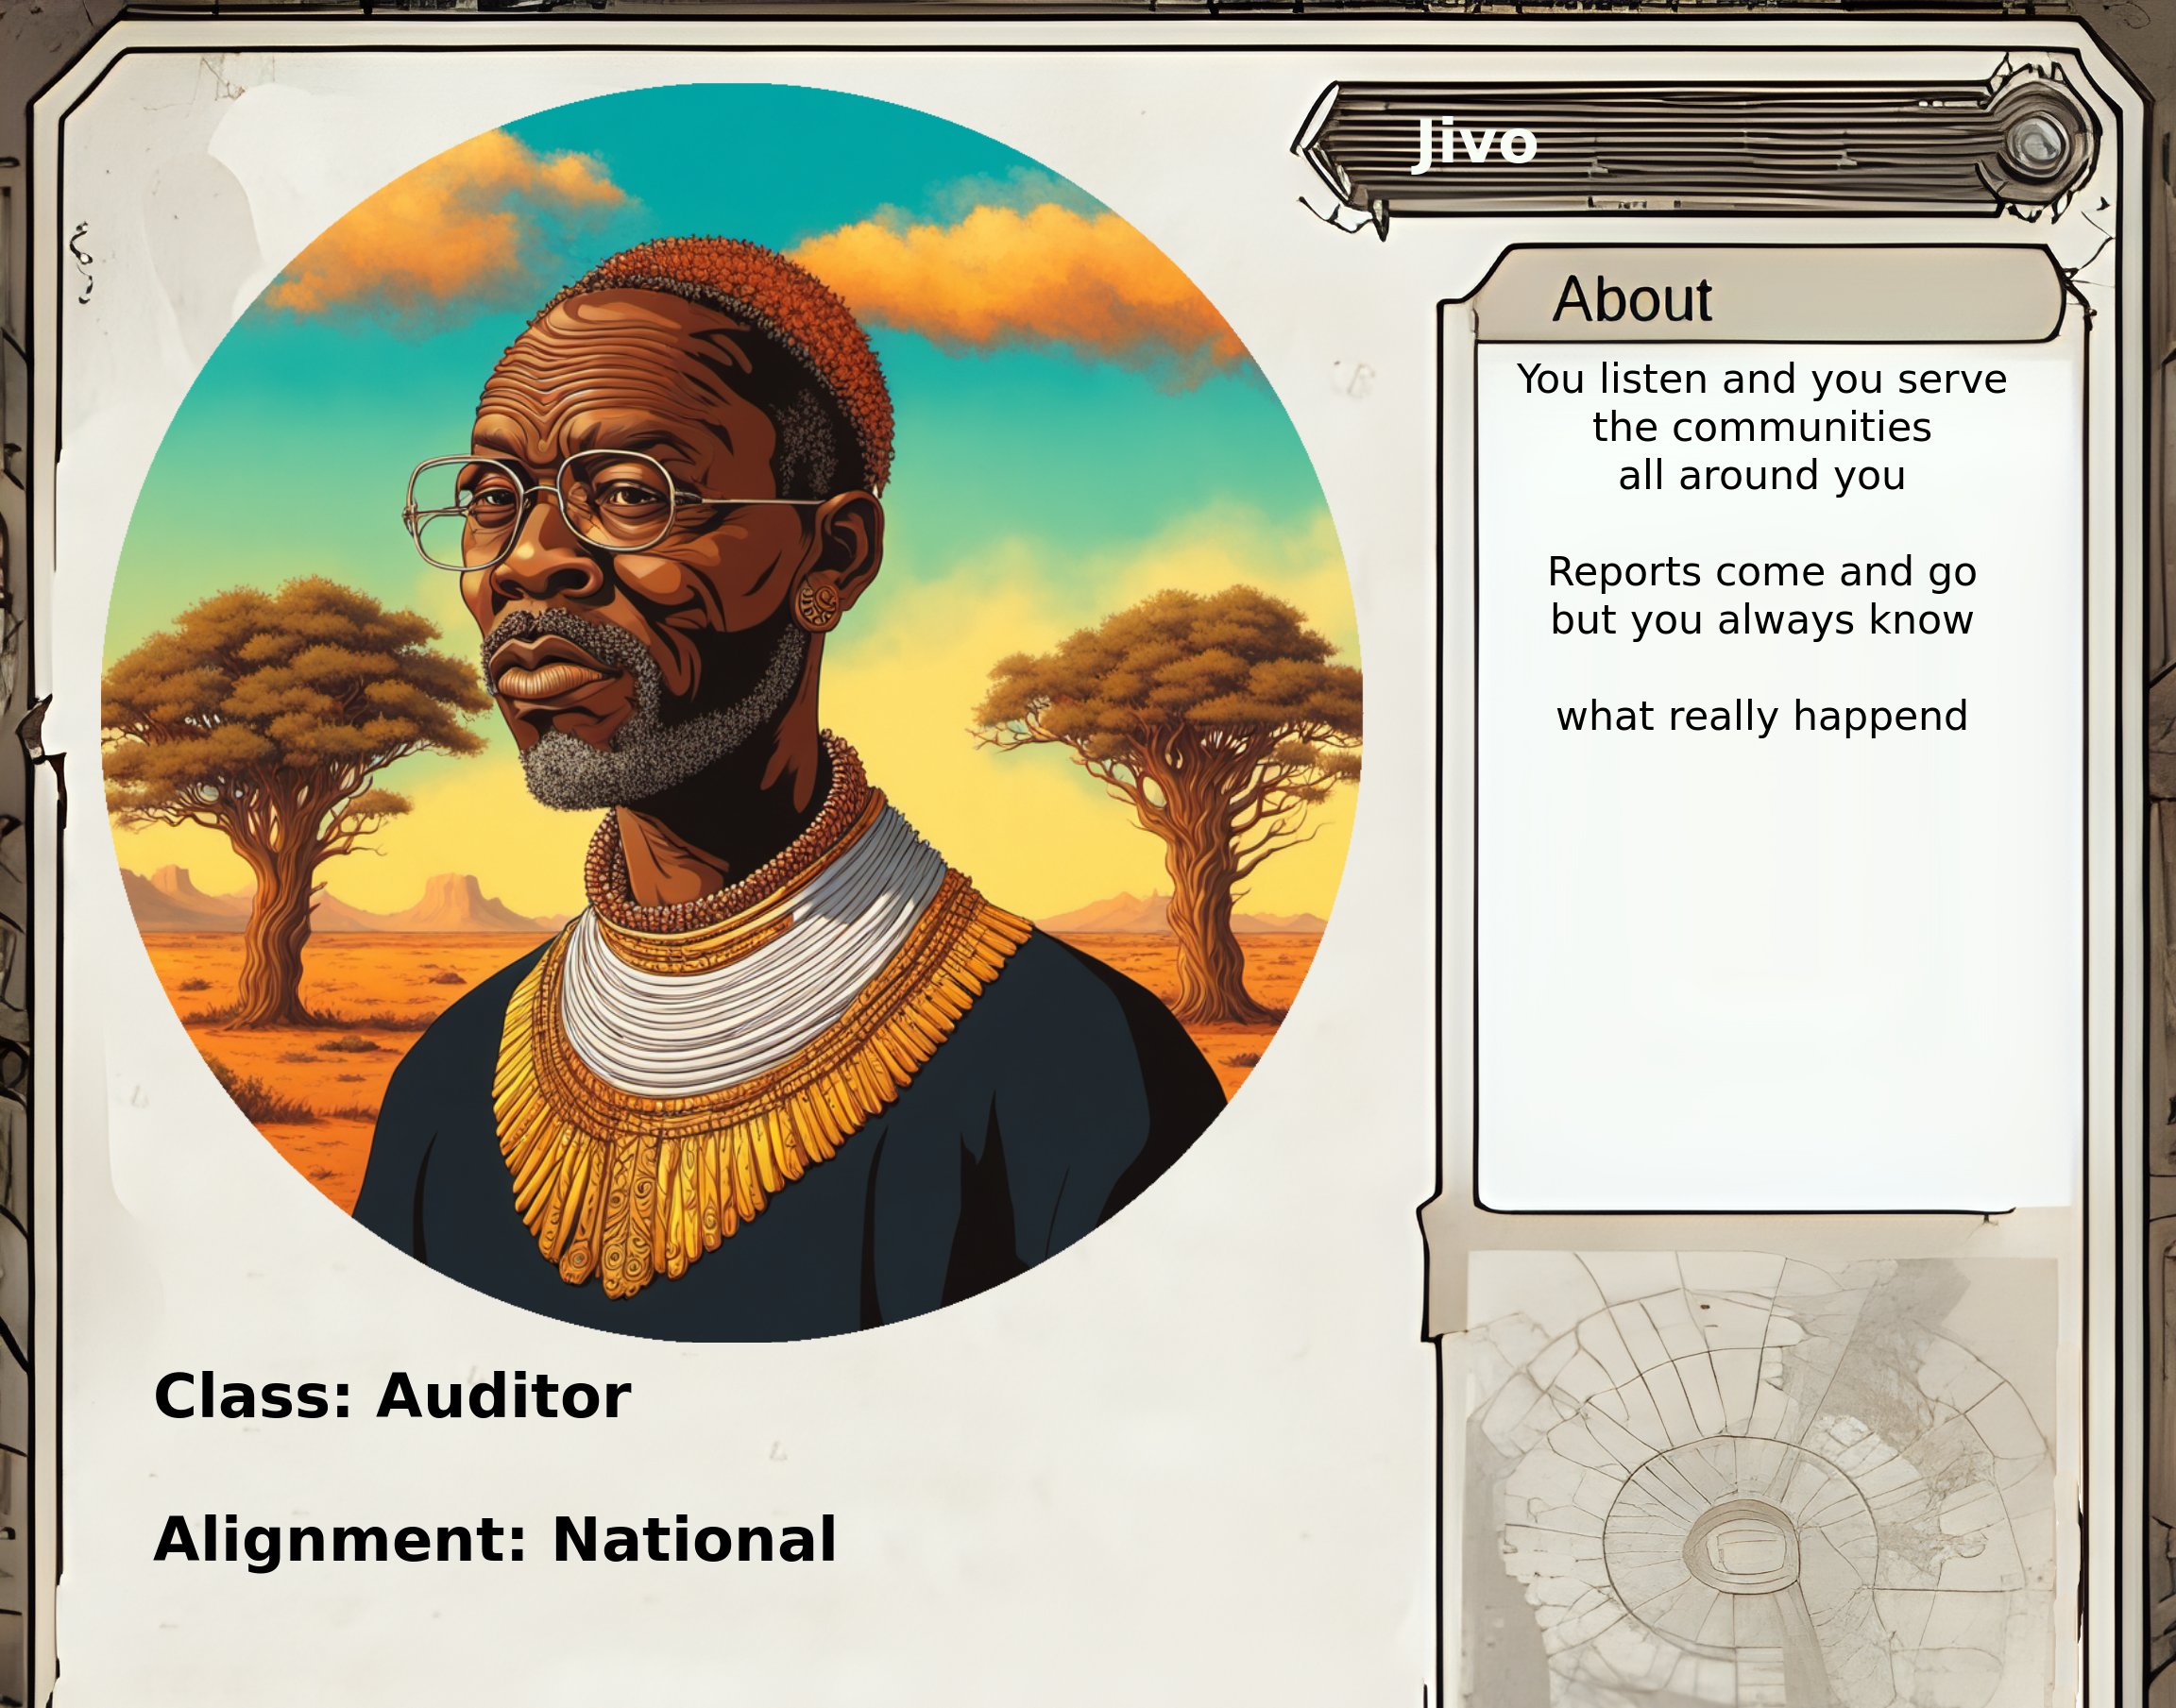 Jivo
About
You listen and you serve
the communities
all around you
Reports come and go
but you always know
what really happend
Class: Auditor
Alignment: National